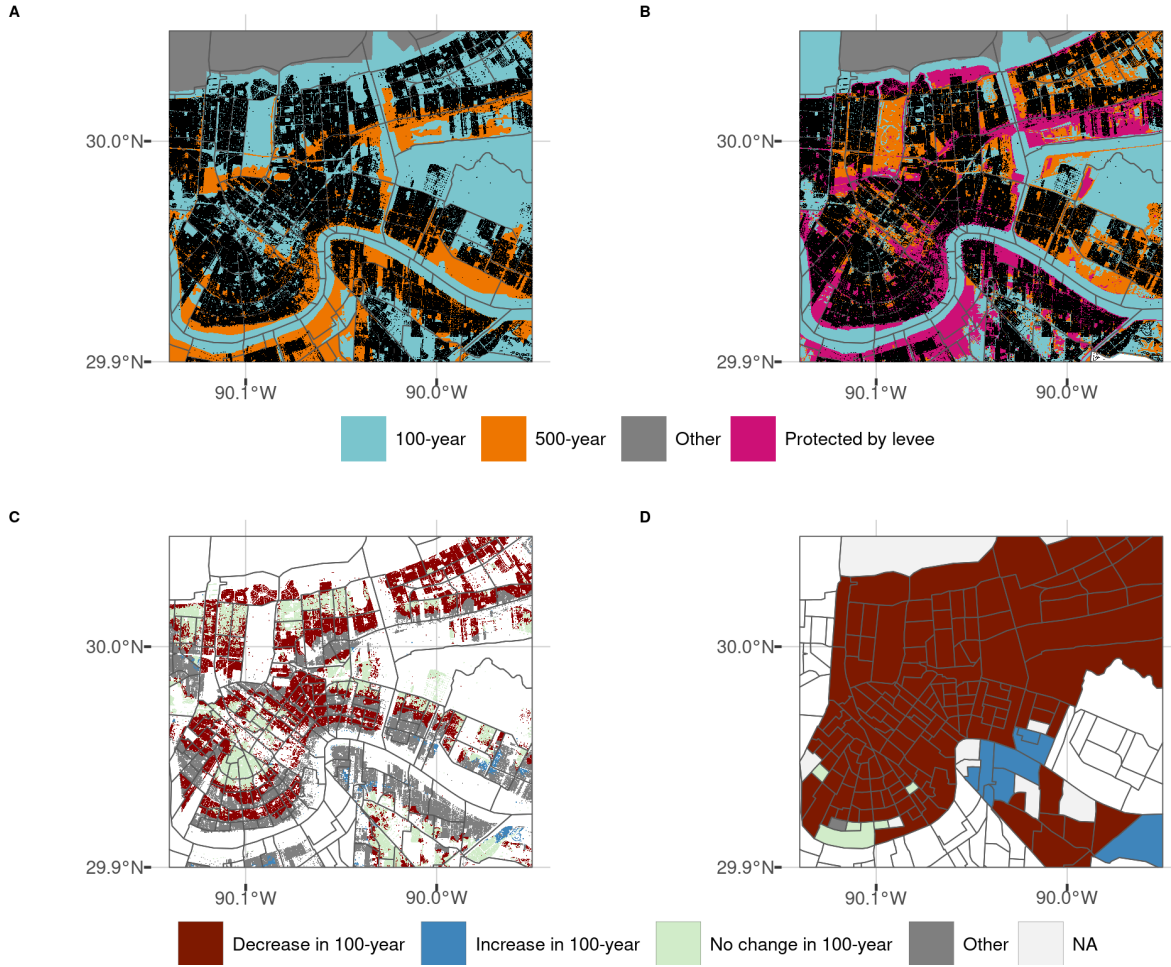 A
B
30.0°N
30.0°N
29.9°N
29.9°N
90.1°W
90.0°W
90.1°W
90.0°W
100-year
500-year
Other
Protected by levee
C
D
30.0°N
30.0°N
29.9°N
29.9°N
90.1°W
90.0°W
90.1°W
90.0°W
Decrease in 100-year
Increase in 100-year
No change in 100-year
Other
NA